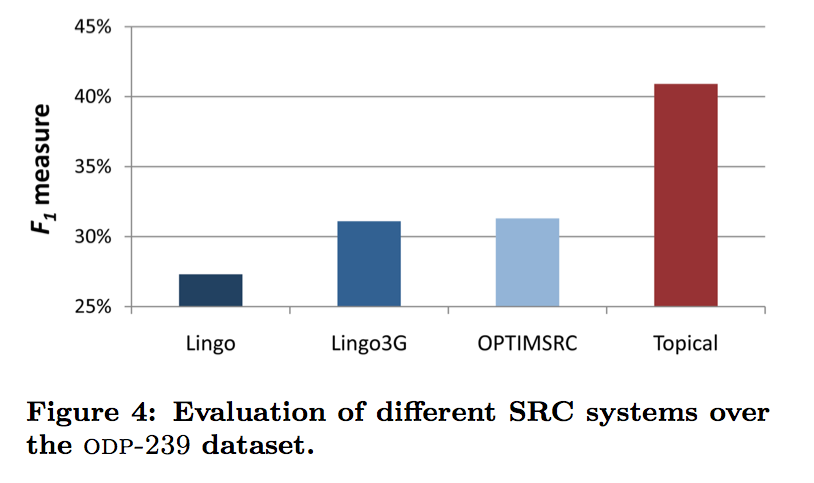 45%
40%
35%
30%
25%
F1 measure
Lingo Lingo3G OPTIMSRC Topical
Figure 4: Evaluation of different SRC systems over
the ODP-239 dataset.